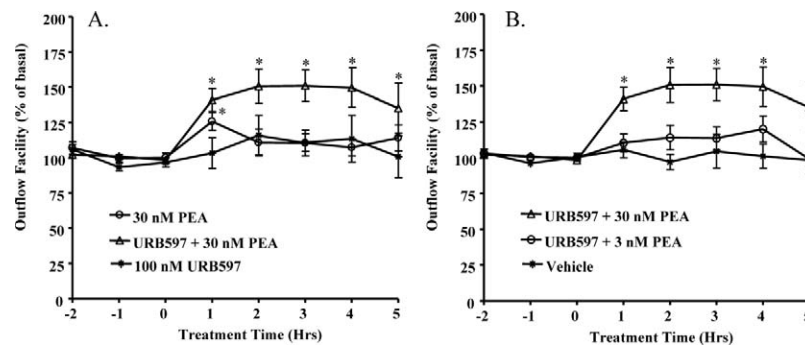 A.
Outflow Facility (% of basal)
200
175
150
125
100
75
50
25
0
* * * * *
*
30 nM PEA
URB597 + 30 nM PEA
100 nM URB597
-2 -1 0 1 2 3 4 5
Treatment Time (Hrs)
B.
Outflow Facility (% of basal)
200
175
150
125
100
75
50
25
0
* * * *
URB597 + 30 nM PEA
URB597 + 3 nM PEA
Vehicle
-2 -1 0 1 2 3 4
Treatment Time (Hrs)